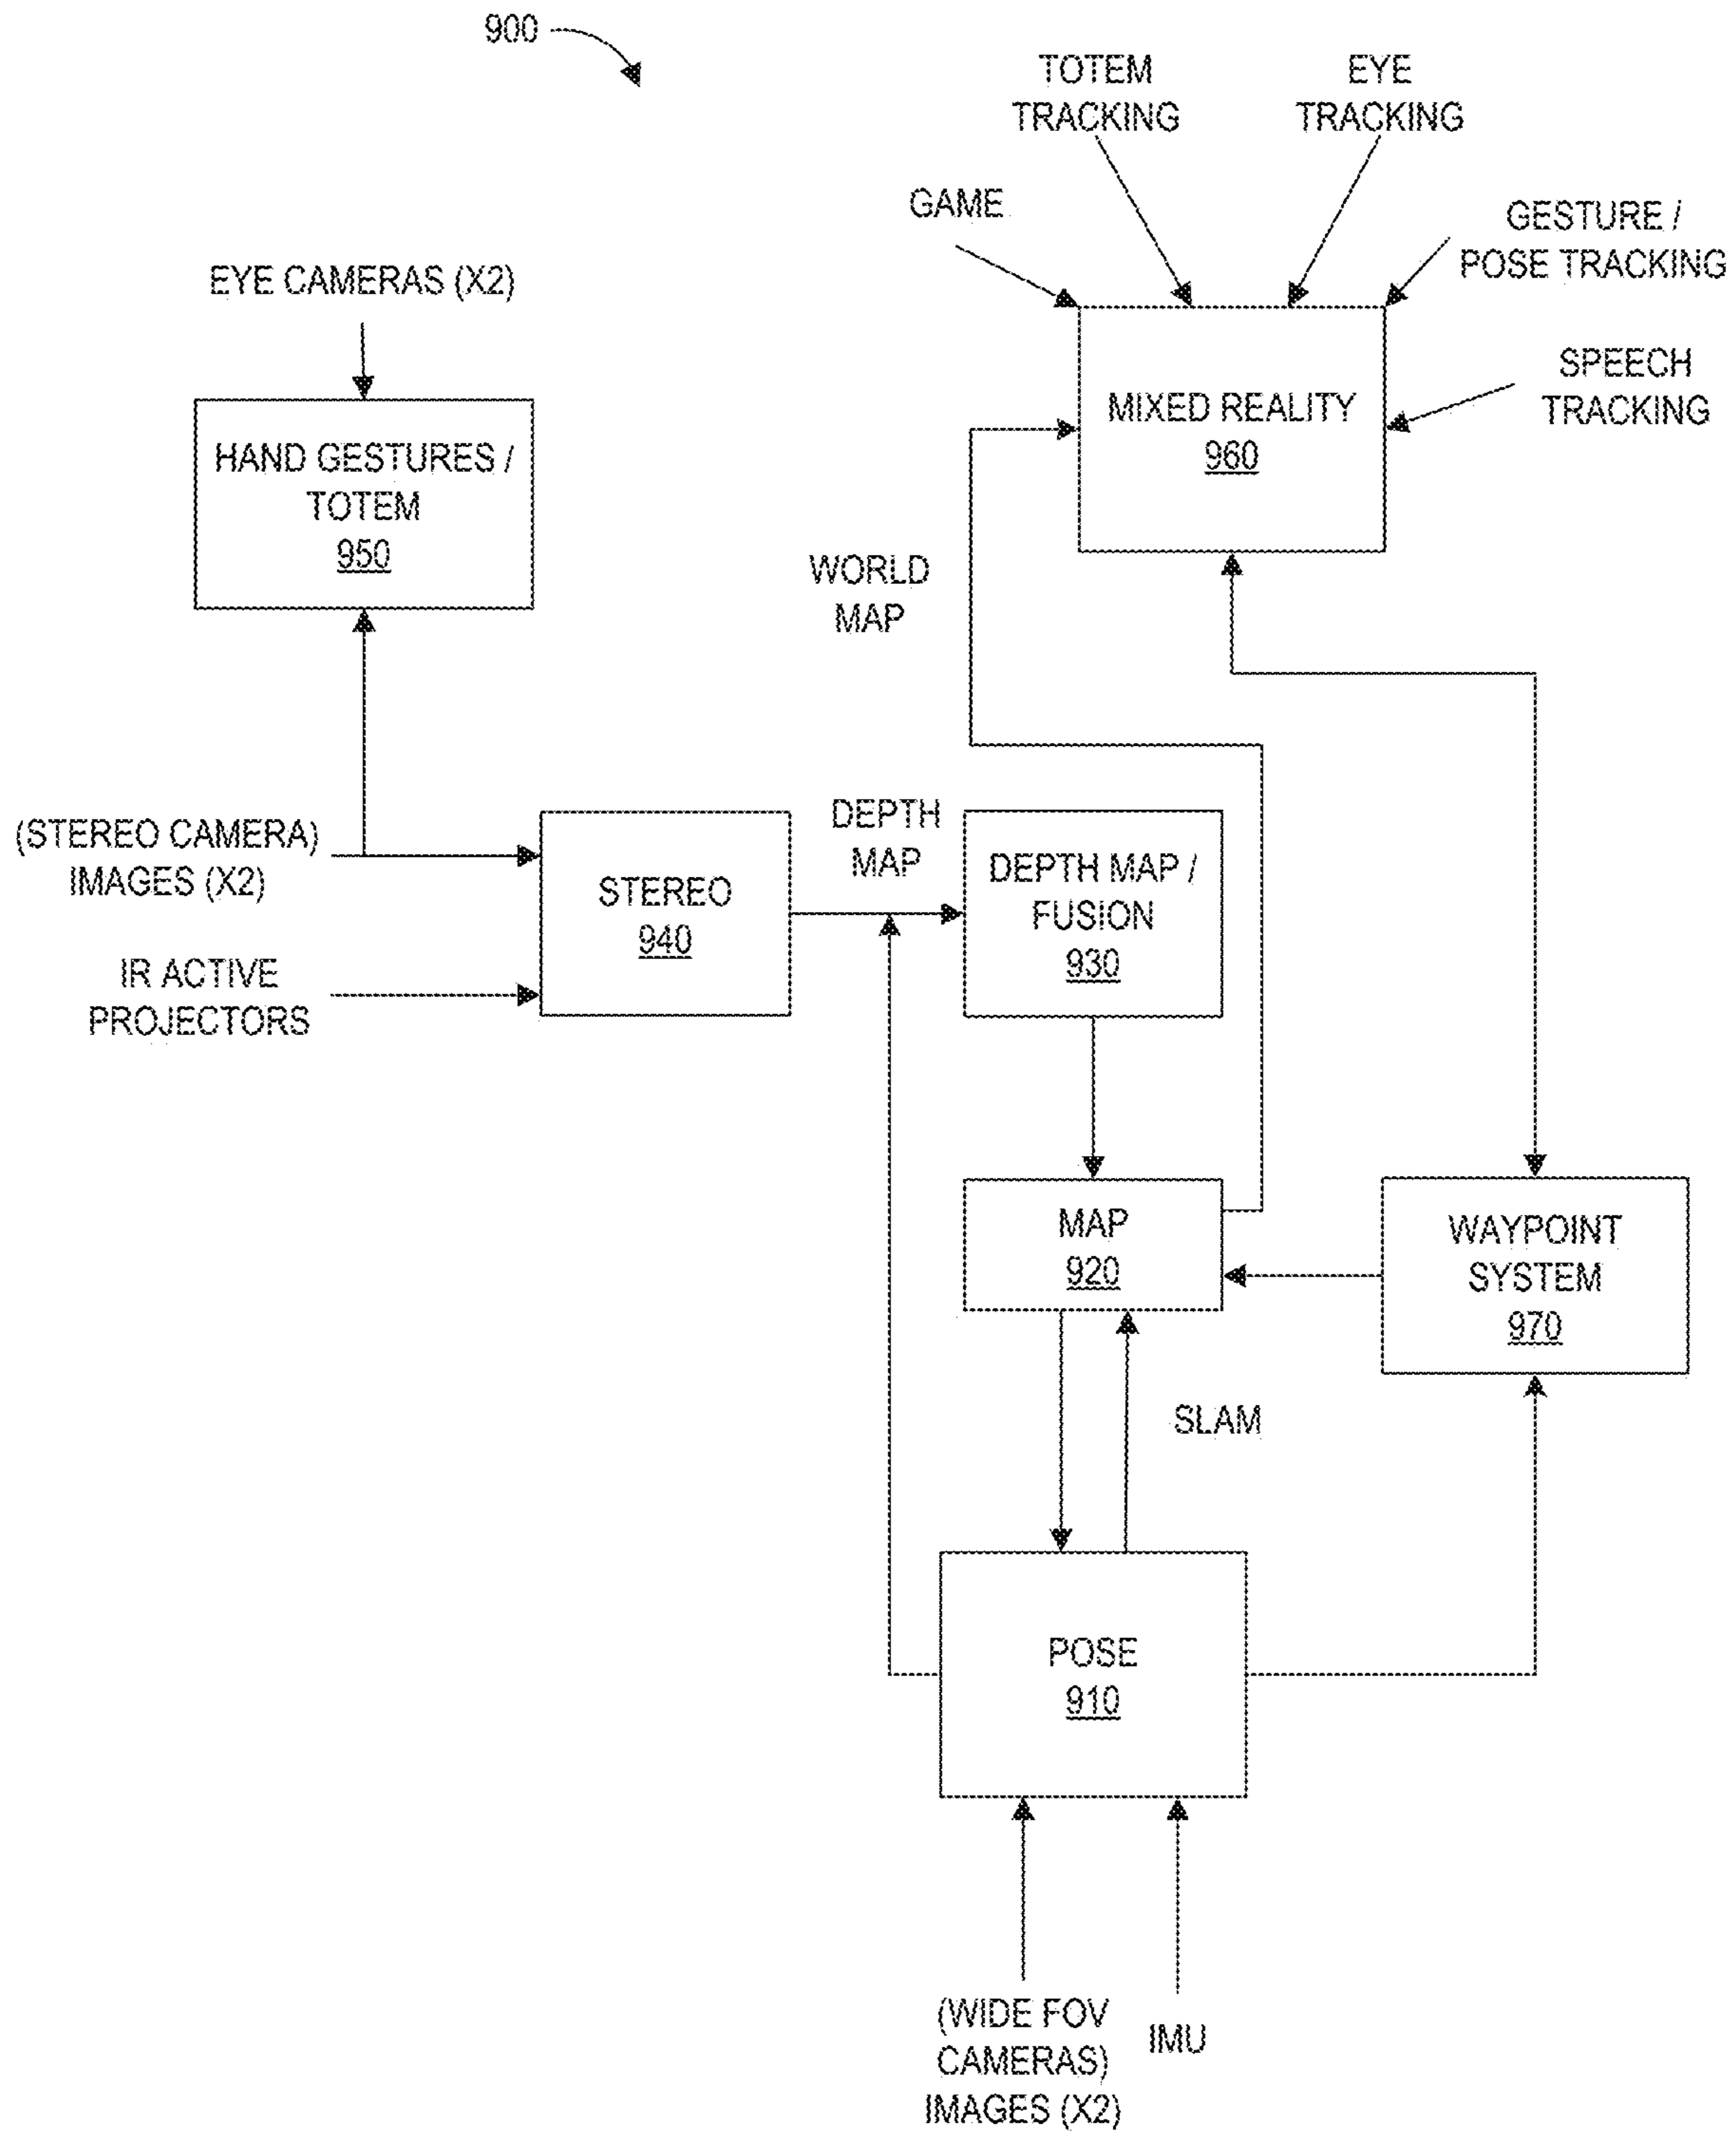 900
TOTEM
TRACKING
EYE
TRACKING
GAME
GESTURE /
POSE TRACKING
EYE CAMERAS (X2)
SPEECH
TRACKING
MIXED REALITY
960
HAND GESTURES /
TOTEM
950
WORLD
MAP
(STEREO CAMERA)
IMAGES (X2)
STEREO
940
DEPTH
MAP
DEPTH MAP /
FUSION
930
IR ACTIVE
PROJECTORS
MAP
920
WAYPOINT
SYSTEM
970
SLAM
POSE
910
(WIDE FOV
CAMERAS)
IMAGES (X2)
IMU